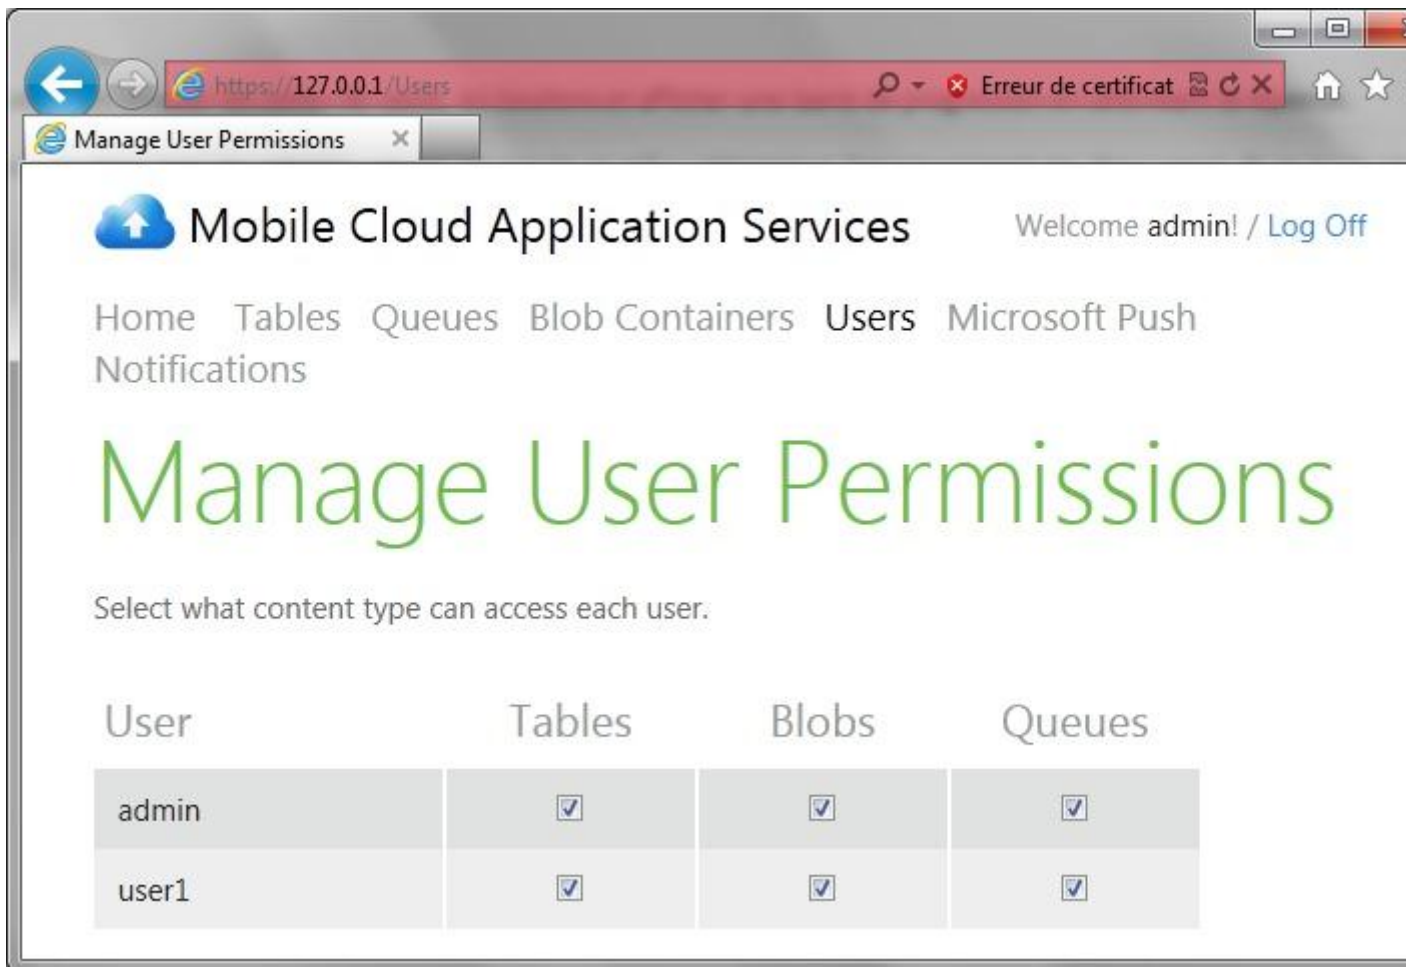 https://127.0.0.1/Users Erreur de certificat
Manage User Permissions
Mobile Cloud Application Services Welcome admin! / Log Off
Home Tables Queues Blob Containers Users Microsoft Push
Notifications
Manage User Permissions
Select what content type can access each user.
User Tables Blobs Queues
admin
user1